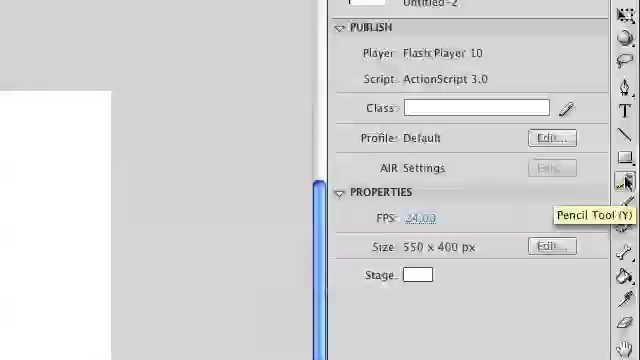 Untitled-2
PUBLISH
Player: Flash Player 10
Script: ActionScript 3.0
Class:
Profile: Default Edit...
AIR Settings Edit...
PROPERTIES
FPS: 24.00
Pencil Tool (Y)
Size: 550 x 400 px Edit...
Stage: